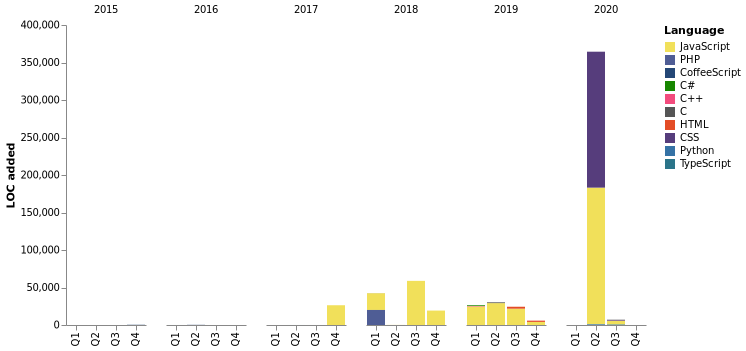 2015 2016 2017 2018 2019 2020
LOC added
400,000
350,000
300,000
250,000
200,000
150,000
100,000
50,000
0
Q1 Q2 Q3 Q4 Q1 Q2 Q3 Q4 Q1 Q2 Q3 Q4 Q1 Q2 Q3 Q4 Q1 Q2 Q3 Q4 Q1 Q2 Q3 Q4
Language
JavaScript
PHP
CoffeeScript
C#
C++
C
HTML
CSS
Python
TypeScript